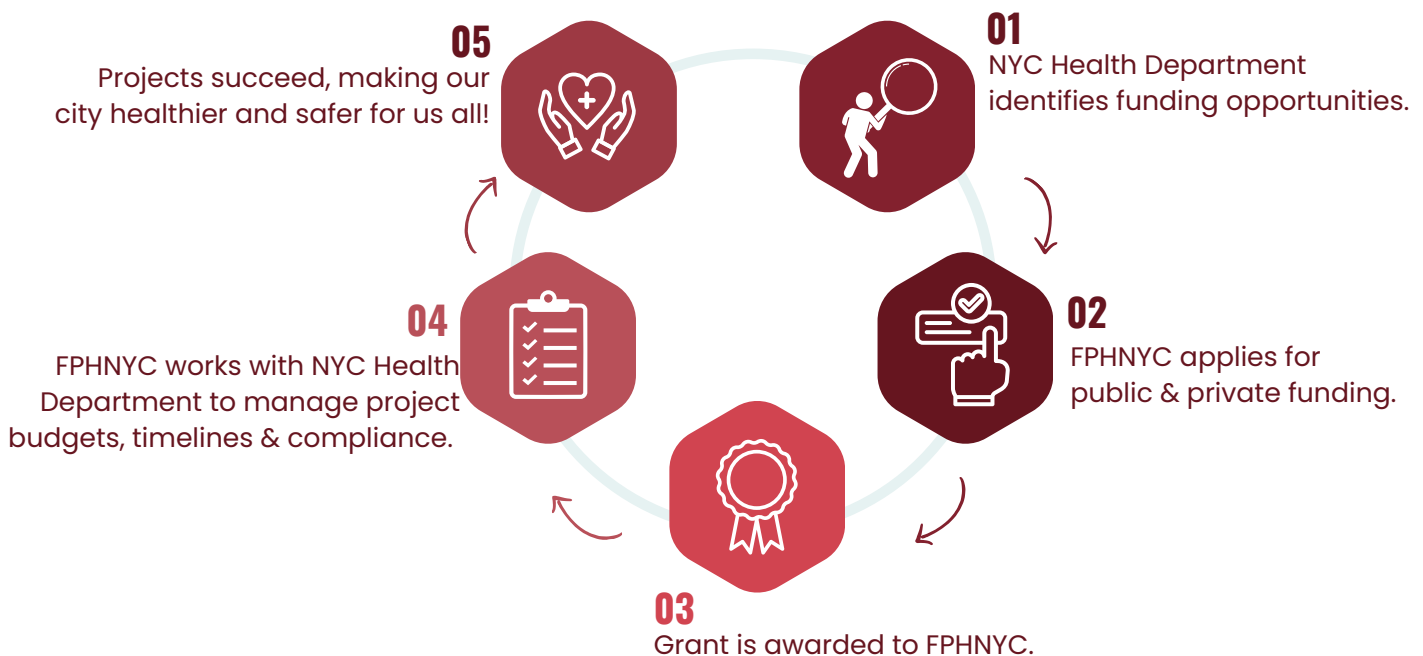 01
NYC Health Department
identifies funding opportunities.
02
FPHNYC applies for
public & private funding.
03
Grant is awarded to FPHNYC.
04
FPHNYC works with NYC Health
Department to manage project
budgets, timelines & compliance.
05
Projects succeed, making our
city healthier and safer for us all!